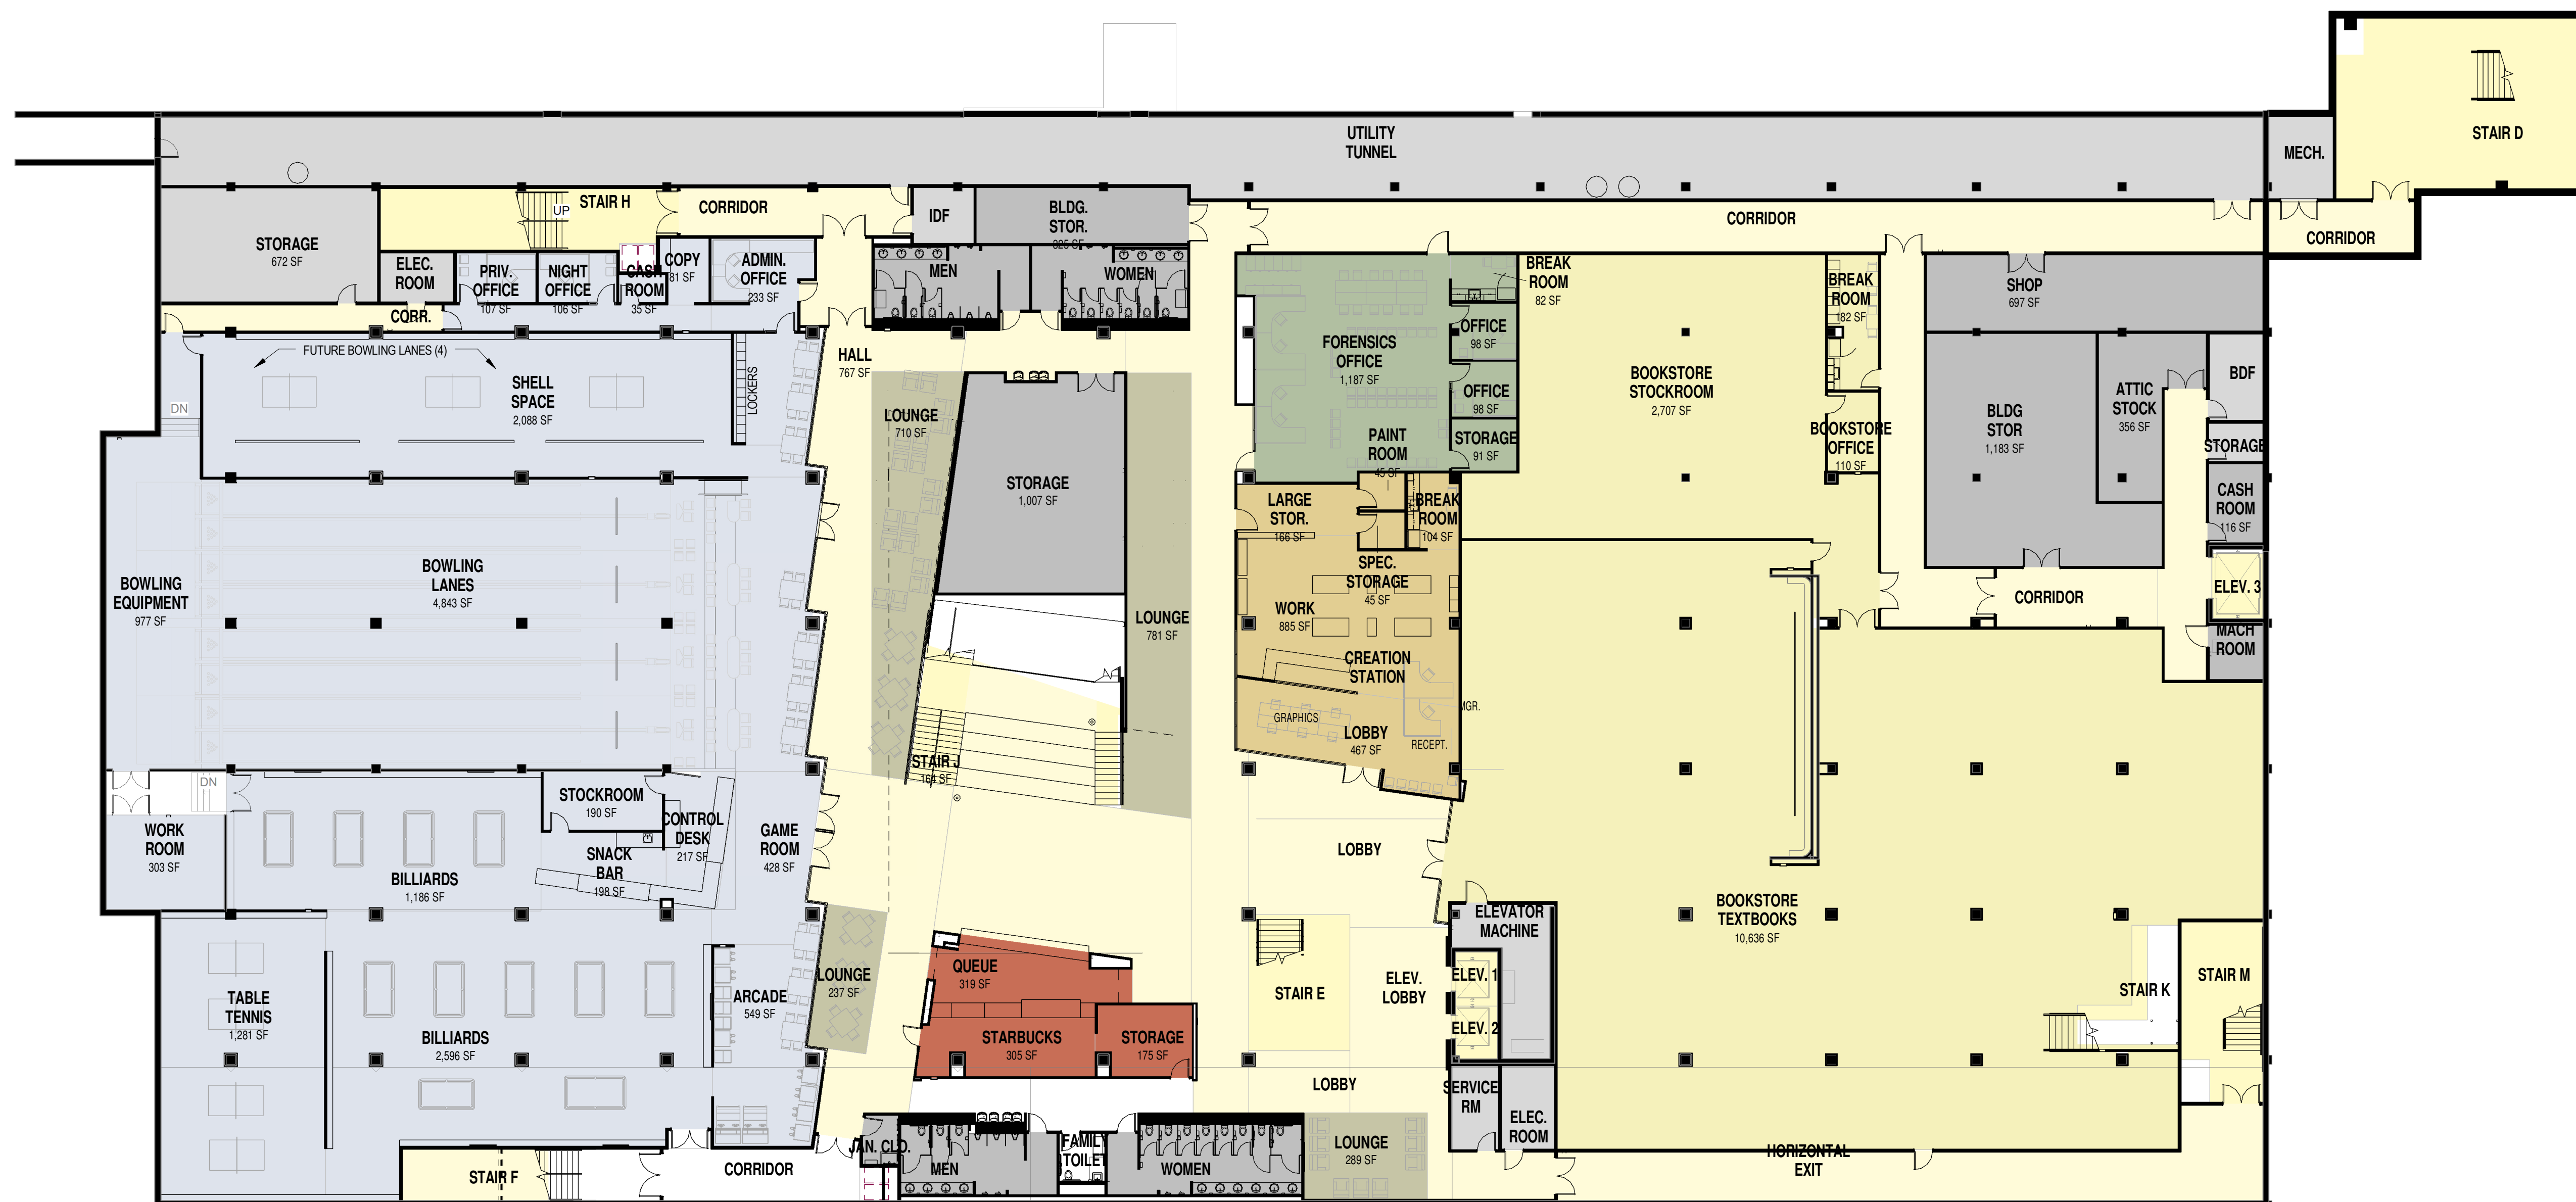 UTILITY
TUNNEL
MECH.
STAIR D
STAIR H
UP
CORRIDOR
IDF
BLDG.
STOR.
325 SF
CORRIDOR
CORRIDOR
STORAGE
672 SF
ELEC.
ROOM
PRIV.
OFFICE
107 SF
NIGHT
OFFICE
106 SF
CASH
ROOM
35 SF
COPY
81 SF
ADMIN.
OFFICE
233 SF
MEN
WOMEN
CORR.
FUTURE BOWLING LANES (4)
SHELL
SPACE
2,088 SF
LOCKERS
DN
HALL
767 SF
LOUNGE
710 SF
STORAGE
1,007 SF
LOUNGE
781 SF
FORENSICS
OFFICE
1,187 SF
BREAK
ROOM
82 SF
OFFICE
98 SF
OFFICE
98 SF
STORAGE
91 SF
PAINT
ROOM
45 SF
BOOKSTORE
STOCKROOM
2,707 SF
BREAK
ROOM
182 SF
BOOKSTORE
OFFICE
110 SF
SHOP
697 SF
BLDG
STOR
1,183 SF
ATTIC
STOCK
356 SF
BDF
STORAGE
CASH
ROOM
116 SF
ELEV. 3
MACH
ROOM
CORRIDOR
LARGE
STOR.
166 SF
BREAK
ROOM
104 SF
SPEC.
STORAGE
45 SF
WORK
885 SF
CREATION
STATION
GRAPHICS
MGR.
LOBBY
467 SF
RECEPT.
BOWLING
EQUIPMENT
977 SF
BOWLING
LANES
4,843 SF
STAIR J
164 SF
DN
WORK
ROOM
303 SF
STOCKROOM
190 SF
CONTROL
DESK
217 SF
SNACK
BAR
198 SF
BILLIARDS
1,186 SF
GAME
ROOM
428 SF
LOBBY
BOOKSTORE
TEXTBOOKS
10,636 SF
ELEVATOR
MACHINE
ELEV. 1
ELEV. 2
ELEV.
LOBBY
STAIR E
QUEUE
319 SF
STARBUCKS
305 SF
STORAGE
175 SF
LOUNGE
237 SF
ARCADE
549 SF
TABLE
TENNIS
1,281 SF
BILLIARDS
2,596 SF
STAIR K
STAIR M
LOBBY
SERVICE
RM
ELEC.
ROOM
HORIZONTAL
EXIT
STAIR F
CORRIDOR
JAN. CLO.
MEN
FAMILY
TOILET
WOMEN
LOUNGE
289 SF